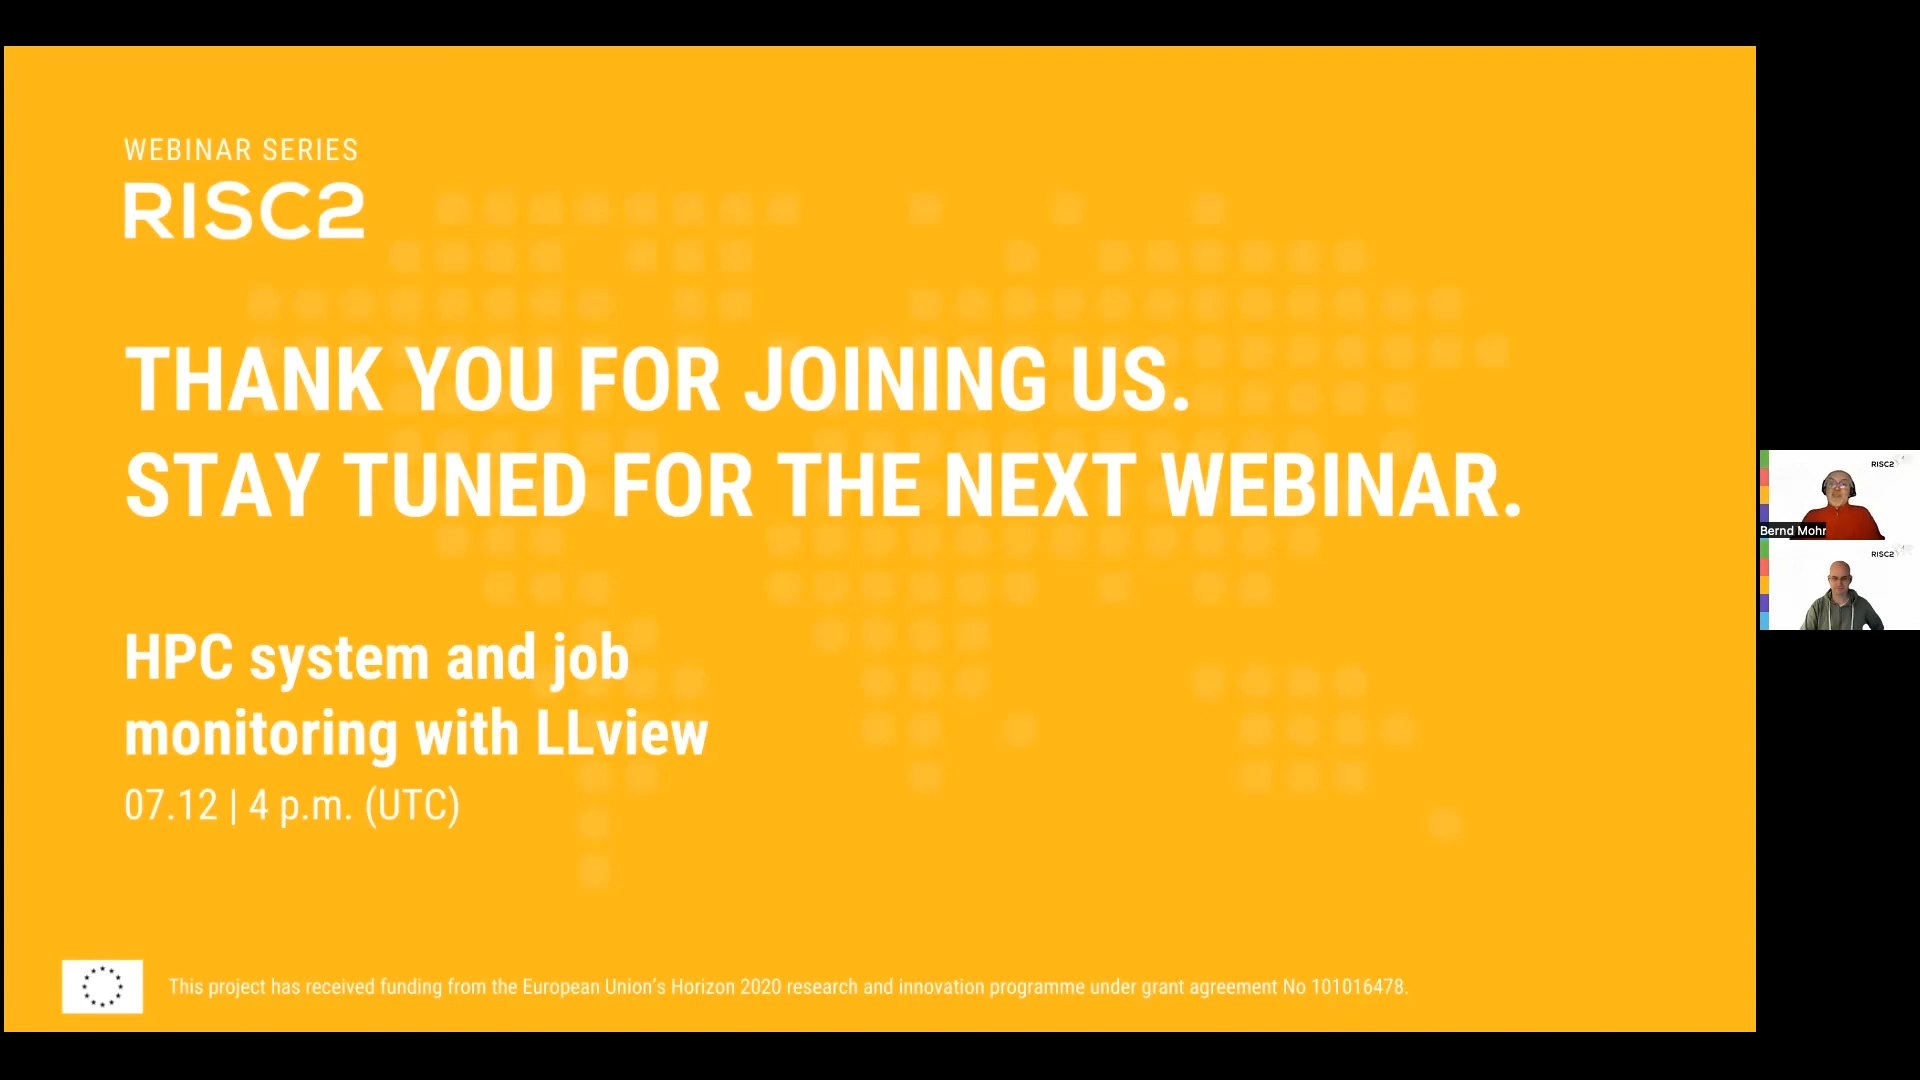 WEBINAR SERIES
RISC2
THANK YOU FOR JOINING US.
STAY TUNED FOR THE NEXT WEBINAR.
HPC system and job
monitoring with LLview
07.12 | 4 p.m. (UTC)
This project has received funding from the European Union’s Horizon 2020 research and innovation programme under grant agreement No 101016478.
RISC2
Bernd Mohr
RISC2